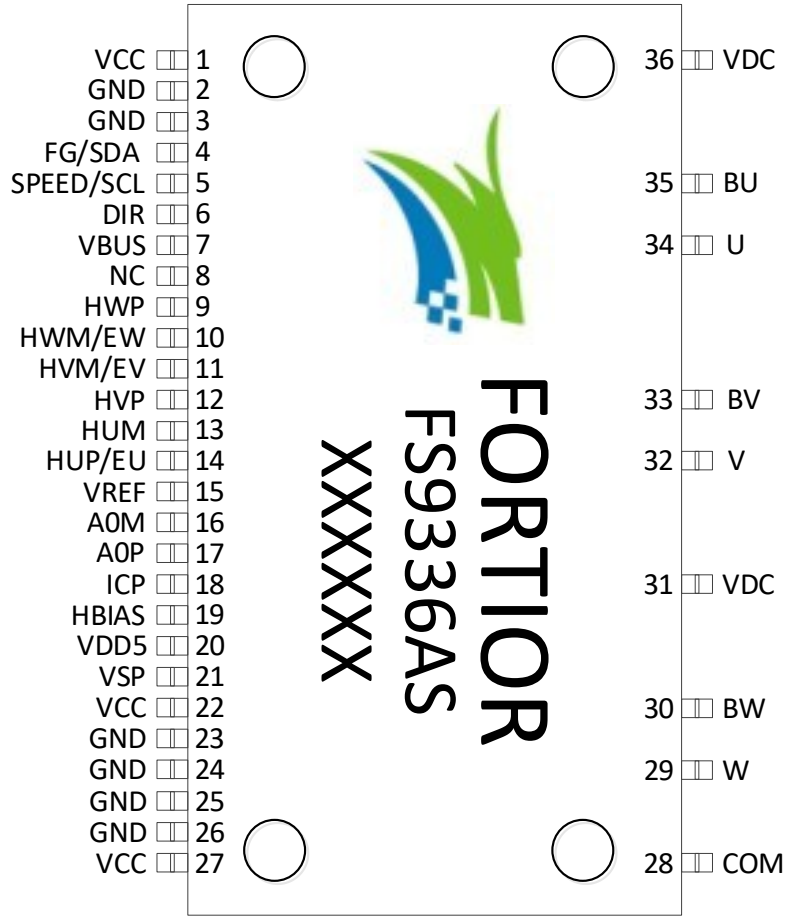 VCC 1
GND 2
GND 3
FG/SDA 4
SPEED/SCL 5
DIR 6
VBUS 7
NC 8
HWP 9
HWM/EW 10
HVM/EV 11
HVP 12
HUM 13
HUP/EU 14
VREF 15
A0M 16
A0P 17
ICP 18
HBIAS 19
VDD5 20
VSP 21
VCC 22
GND 23
GND 24
GND 25
GND 26
VCC 27
FORTIOR
FS9336AS
XXXXXX
36 VDC
35 BU
34 U
33 BV
32 V
31 VDC
30 BW
29 W
28 COM